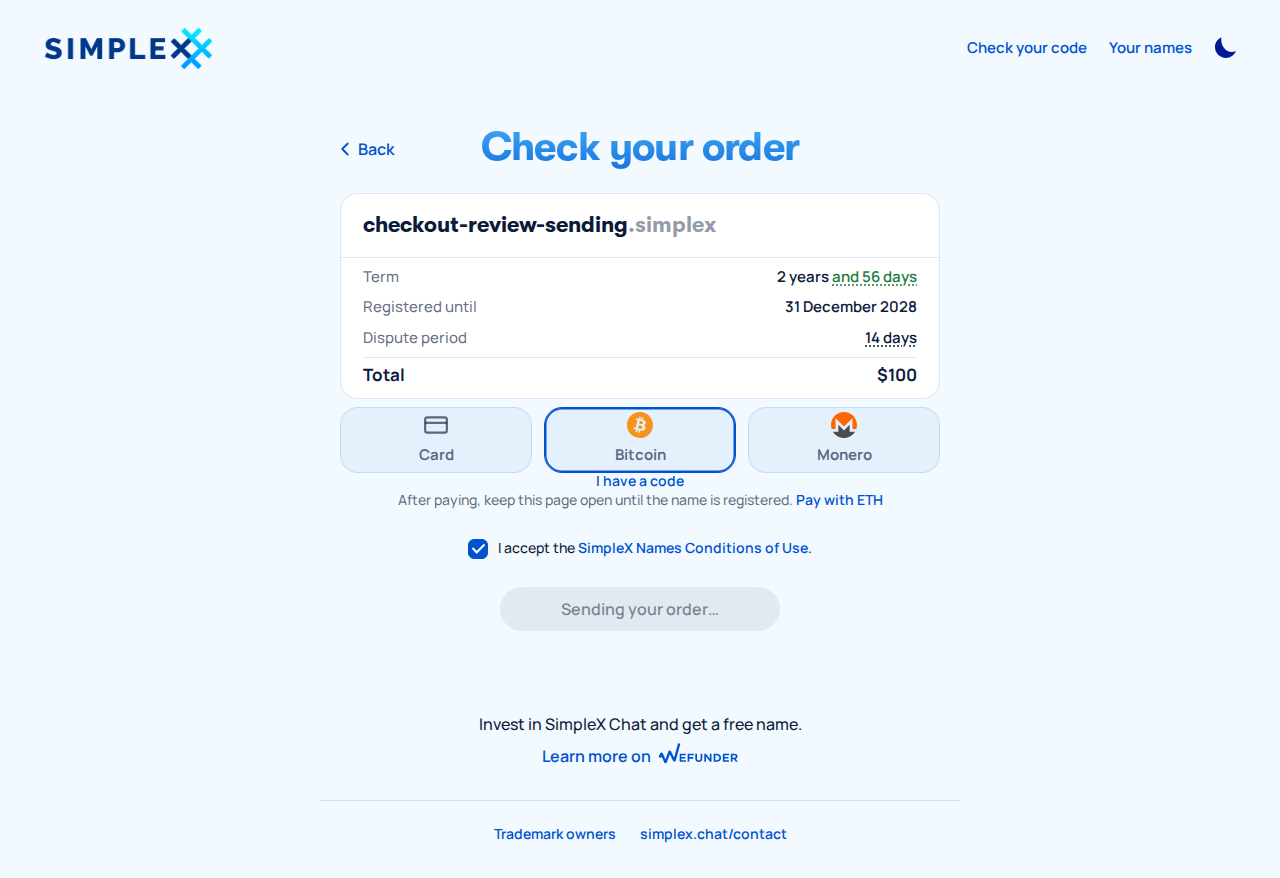 SIMPLEX
Check your code
Your names
Back
Check your order
checkout-review-sending.simplex
Term
2 years and 56 days
Registered until
31 December 2028
Dispute period
14 days
Total
$100
Card
Bitcoin
Monero
I have a code
After paying, keep this page open until the name is registered. Pay with ETH
I accept the SimpleX Names Conditions of Use.
Sending your order…
Invest in SimpleX Chat and get a free name.
Learn more on WEFUNDER
Trademark owners
simplex.chat/contact